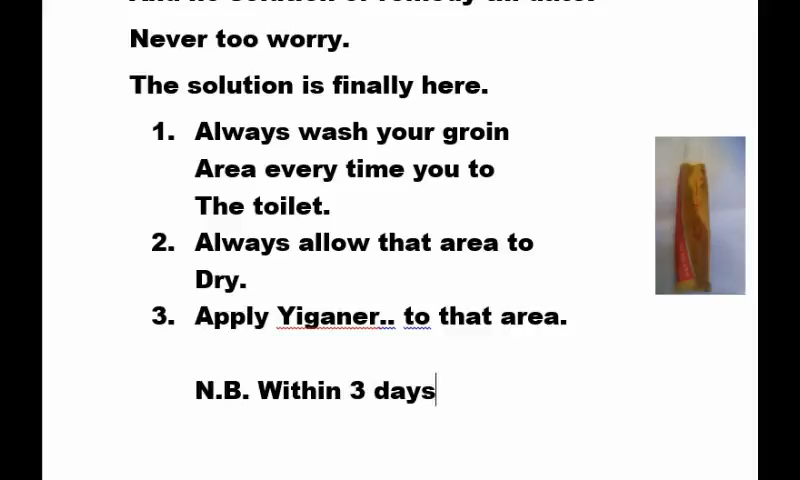 Never too worry.
The solution is finally here.
1. Always wash your groin
Area every time you to
The toilet.
2. Always allow that area to
Dry.
3. Apply Yiganer.. to that area.
N.B. Within 3 days